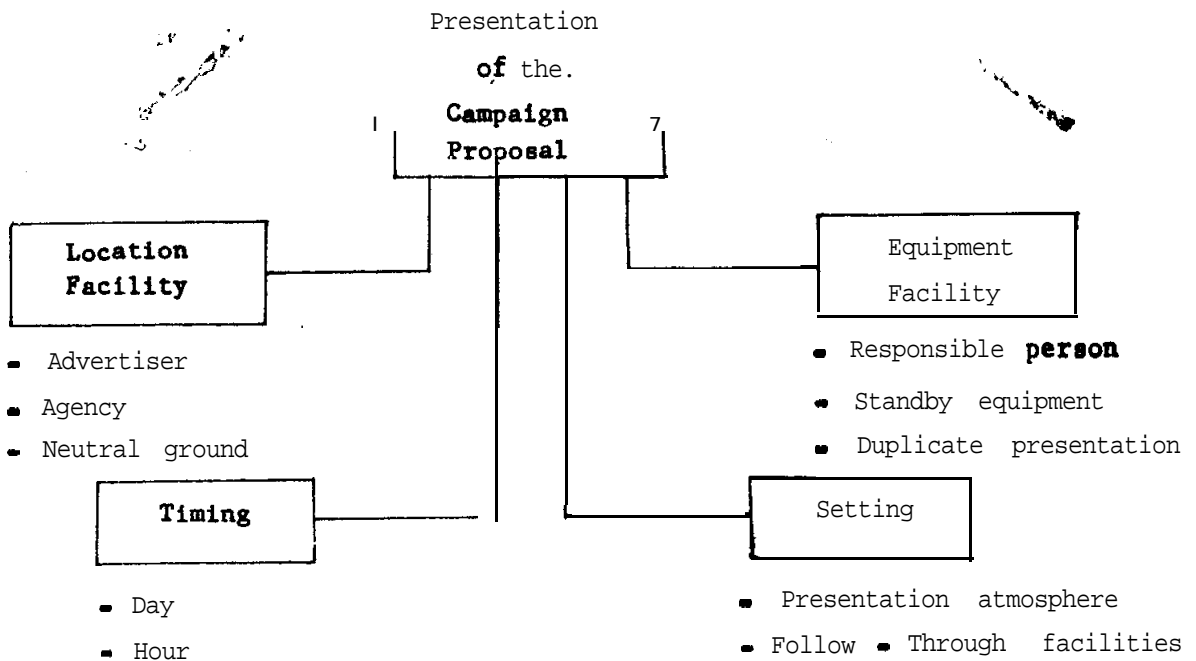 Presentation
of the.
Campaign
Proposal
Location
Facility
- Advertiser
- Agency
- Neutral ground
Equipment
Facility
- Responsible person
- Standby equipment
- Duplicate presentation
Timing
- Day
- Hour
Setting
- Presentation atmosphere
- Follow - Through facilities